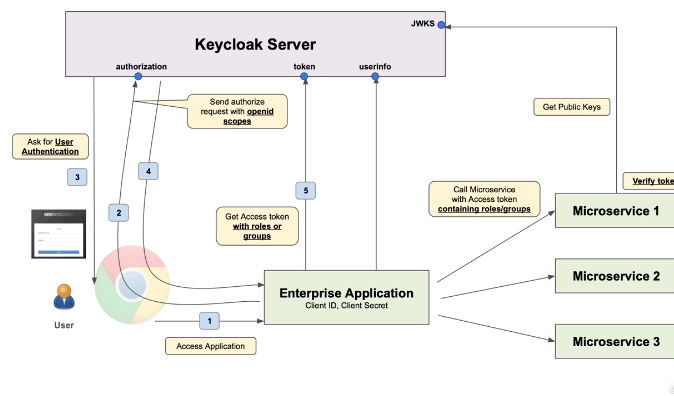 JWKS
Keycloak Server
authorization
token
userinfo
Send authorize
request with openid
scopes
Get Public Keys
Ask for User
Authentication
3
4
5
2
Call Microservice
with Access token
containing roles/groups
Verify toke
Microservice 1
Get Access token
with roles or
groups
Microservice 2
Enterprise Application
Client ID, Client Secret
User
1
Access Application
Microservice 3